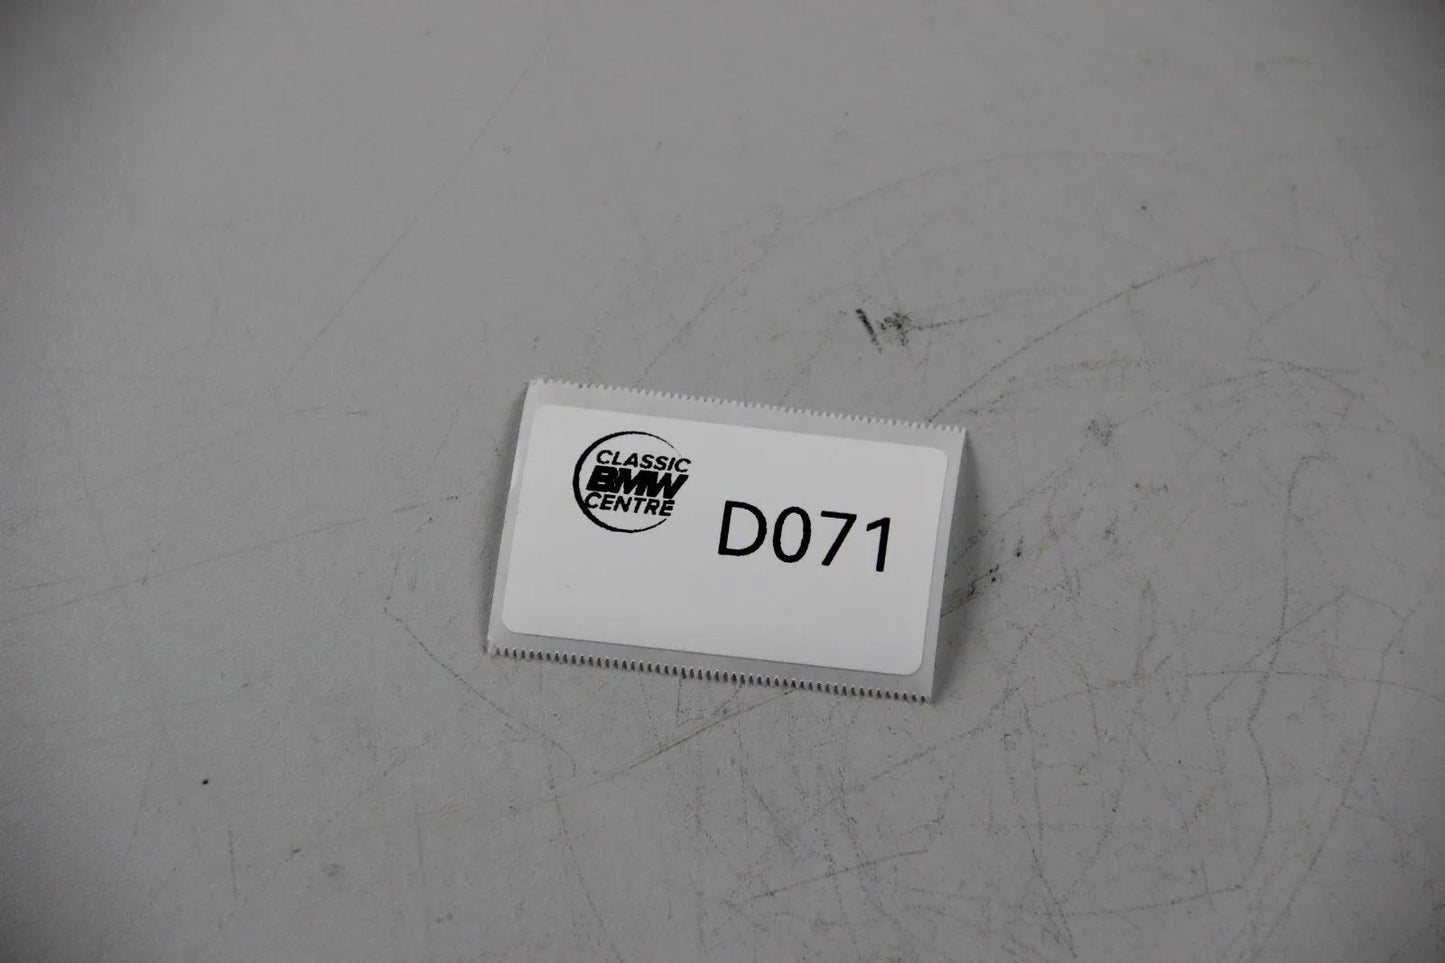 CLASSIC
BMW
CENTRE
D071